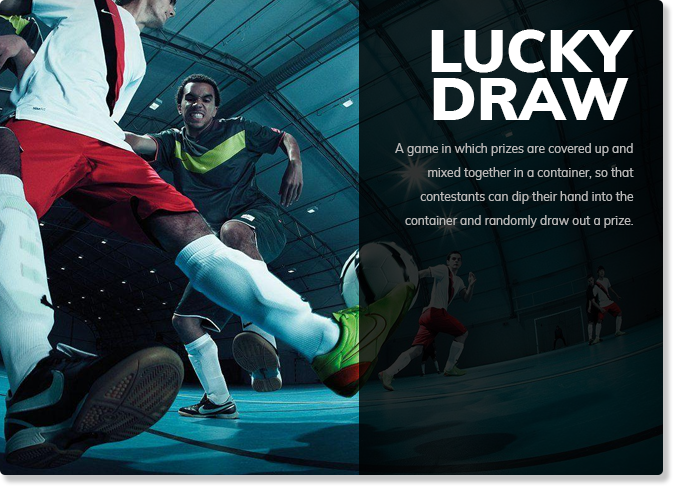 LUCKY
DRAW
A game in which prizes are covered up and
mixed together in a container, so that
contestants can dip their hand into the
container and randomly draw out a prize.